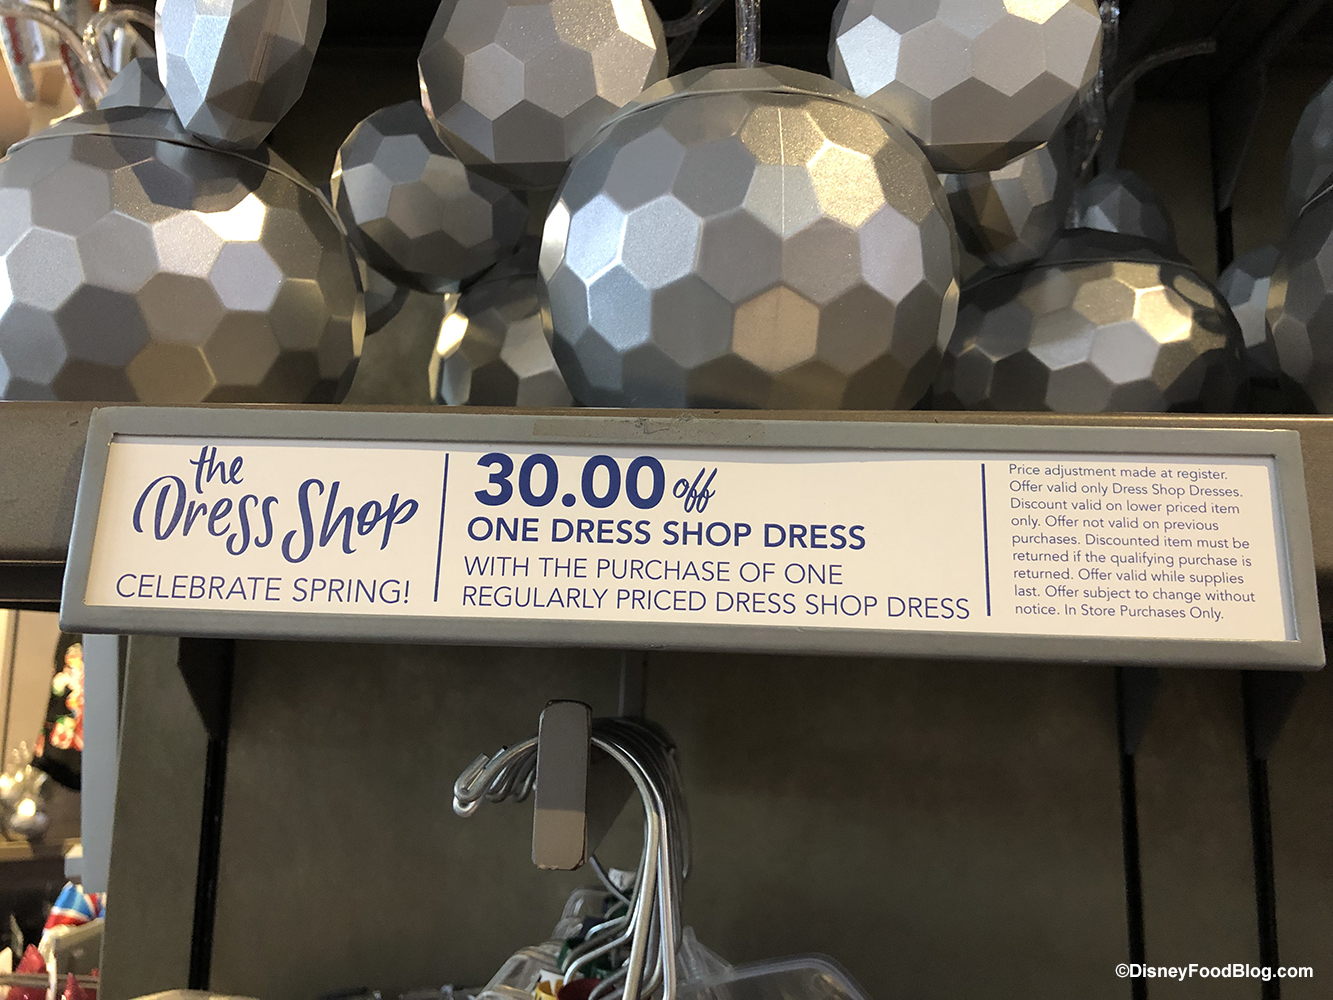 the
Dress Shop
CELEBRATE SPRING!
30.00 off
ONE DRESS SHOP DRESS
WITH THE PURCHASE OF ONE
REGULARLY PRICED DRESS SHOP DRESS
Price adjustment made at register.
Offer valid only Dress Shop Dresses.
Discount valid on lower priced item
only. Offer not valid on previous
purchases. Discounted item must be
returned if the qualifying purchase is
returned. Offer valid while supplies
last. Offer subject to change without
notice. In Store Purchases Only.
©DisneyFoodBlog.com